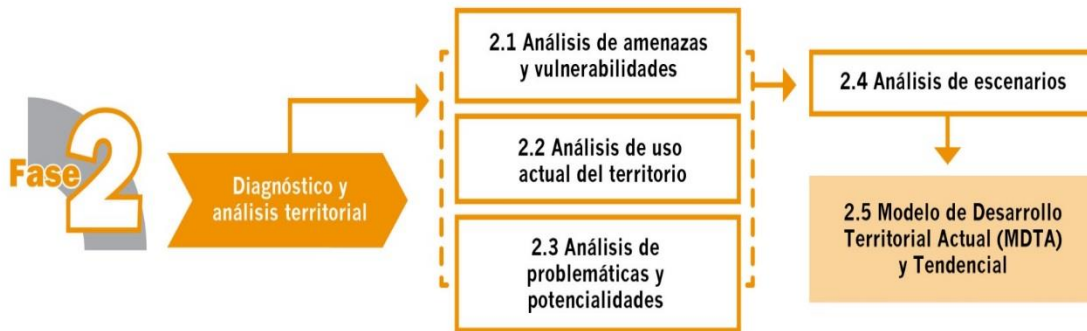 Fase 2
Diagnóstico y
análisis territorial
2.1 Análisis de amenazas
y vulnerabilidades
2.2 Análisis de uso
actual del territorio
2.3 Análisis de
problemáticas y
potencialidades
2.4 Análisis de escenarios
2.5 Modelo de Desarrollo
Territorial Actual (MDTA)
y Tendencial